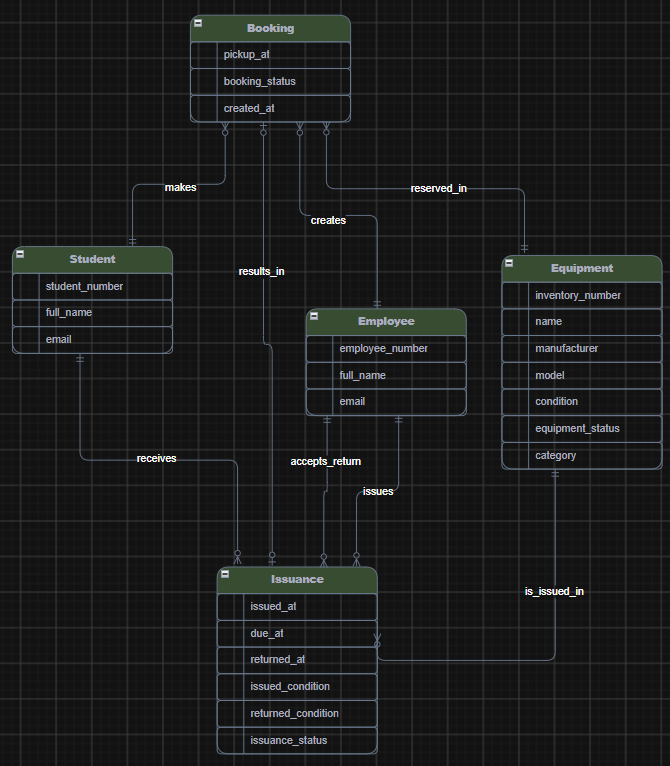 Booking
pickup_at
booking_status
created_at
makes
reserved_in
creates
results_in
Student
student_number
full_name
email
Equipment
inventory_number
name
manufacturer
model
condition
equipment_status
category
Employee
employee_number
full_name
email
receives
accepts_return
issues
is_issued_in
Issuance
issued_at
due_at
returned_at
issued_condition
returned_condition
issuance_status